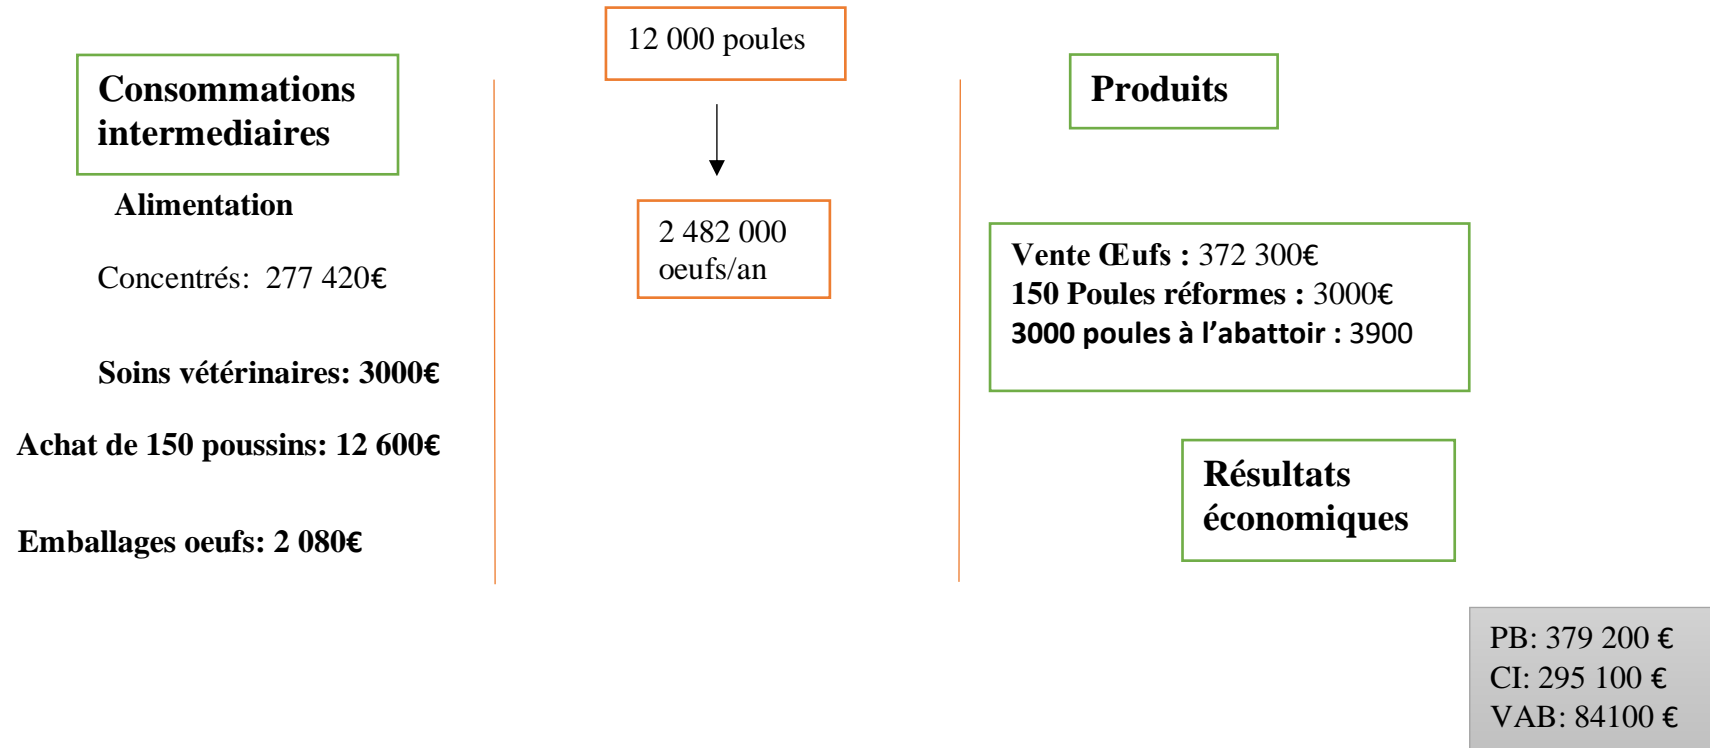 Consommations
intermediaires
Alimentation
Concentrés: 277 420€
Soins vétérinaires: 3000€
Achat de 150 poussins: 12 600€
Emballages oeufs: 2 080€
12 000 poules
2 482 000
oeufs/an
Produits
Vente Œufs : 372 300€
150 Poules réformes : 3000€
3000 poules à l'abattoir : 3900
Résultats
économiques
PB: 379 200 €
CI: 295 100 €
VAB: 84100 €